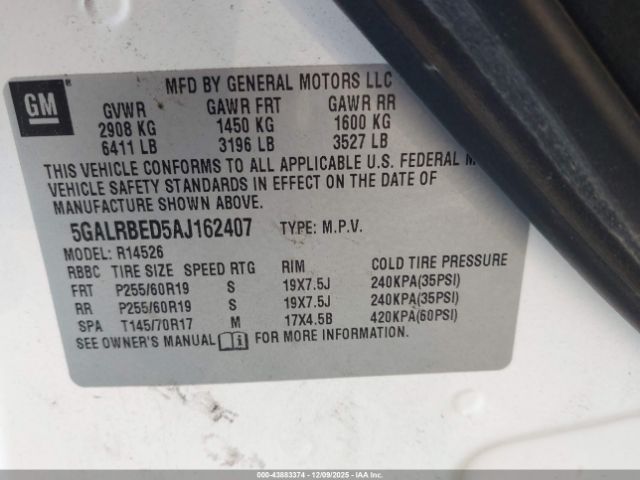 GM
MFD BY GENERAL MOTORS LLC
GVWR GAWR FRT GAWR RR
2908 KG 1450 KG 1600 KG
6411 LB 3196 LB 3527 LB
THIS VEHICLE CONFORMS TO ALL APPLICABLE U.S. FEDERAL M
VEHICLE SAFETY STANDARDS IN EFFECT ON THE DATE OF
MANUFACTURE SHOWN ABOVE.
5GALRBED5AJ162407 TYPE: M.P.V.
MODEL: R14526
RBBC TIRE SIZE SPEED RTG RIM COLD TIRE PRESSURE
FRT P255/60R19 S 19X7.5J 240KPA(35PSI)
RR P255/60R19 S 19X7.5J 240KPA(35PSI)
SPA T145/70R17 M 17X4.5B 420KPA(60PSI)
SEE OWNER'S MANUAL i FOR MORE INFORMATION.
000-43883374 - 12/09/2025 - IAA Inc. Copyright